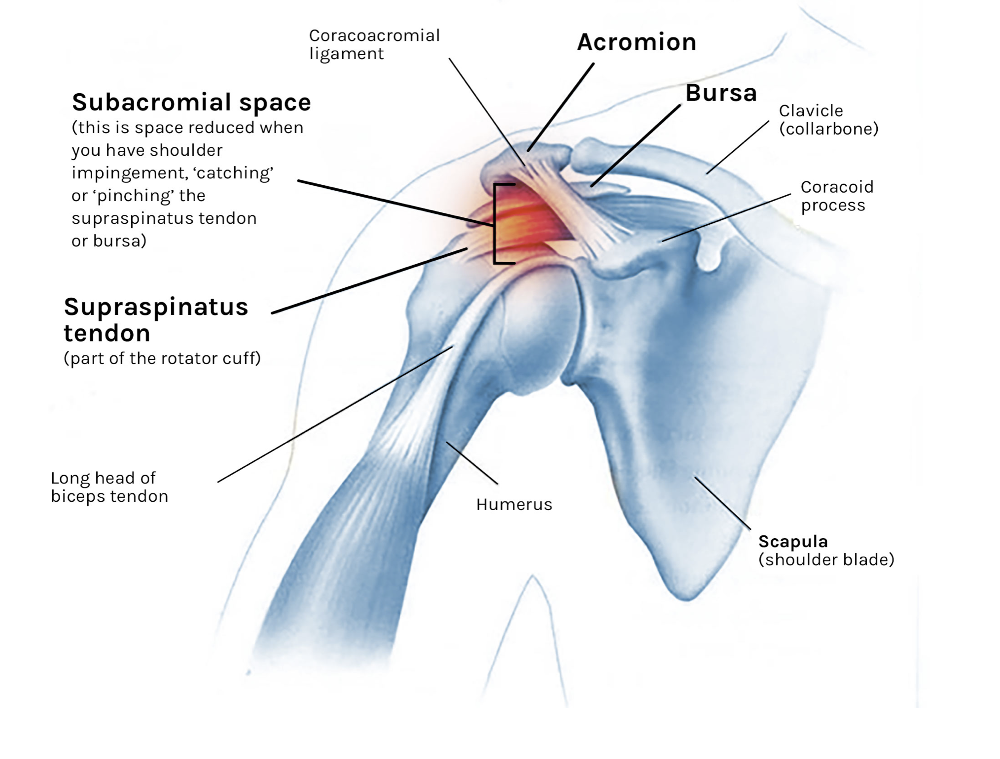 Coracoacromial
ligament
Acromion
Bursa
Subacromial space
(this is space reduced when
you have shoulder
impingement, ‘catching’
or ‘pinching’ the
supraspinatus tendon
or bursa)
Clavicle
(collarbone)
Coracoid
process
Supraspinatus
tendon
(part of the rotator cuff)
Long head of
biceps tendon
Humerus
Scapula
(shoulder blade)